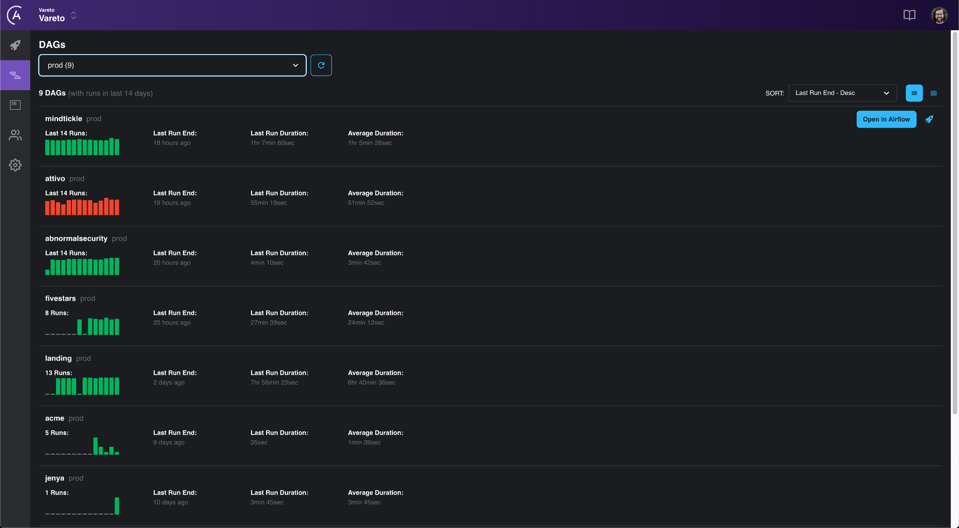 Vareto
Vareto
DAGs
prod (9)
9 DAGs (with runs in last 14 days)
SORT: Last Run End - Desc
mindtickle prod
Open in Airflow
Last 14 Runs: Last Run End: Last Run Duration: Average Duration:
18 hours ago 1hr 7min 60sec 1hr 5min 26sec
attivo prod
Last 14 Runs: Last Run End: Last Run Duration: Average Duration:
19 hours ago 55min 19sec 51min 52sec
abnormalsecurity prod
Last 14 Runs: Last Run End: Last Run Duration: Average Duration:
20 hours ago 4min 10sec 3min 42sec
fivestars prod
8 Runs: Last Run End: Last Run Duration: Average Duration:
20 hours ago 27min 39sec 24min 12sec
landing prod
13 Runs: Last Run End: Last Run Duration: Average Duration:
2 days ago 7hr 56min 23sec 6hr 40min 36sec
acme prod
5 Runs: Last Run End: Last Run Duration: Average Duration:
9 days ago 35sec 1min 39sec
jenya prod
1 Runs: Last Run End: Last Run Duration: Average Duration:
10 days ago 3min 45sec 3min 45sec